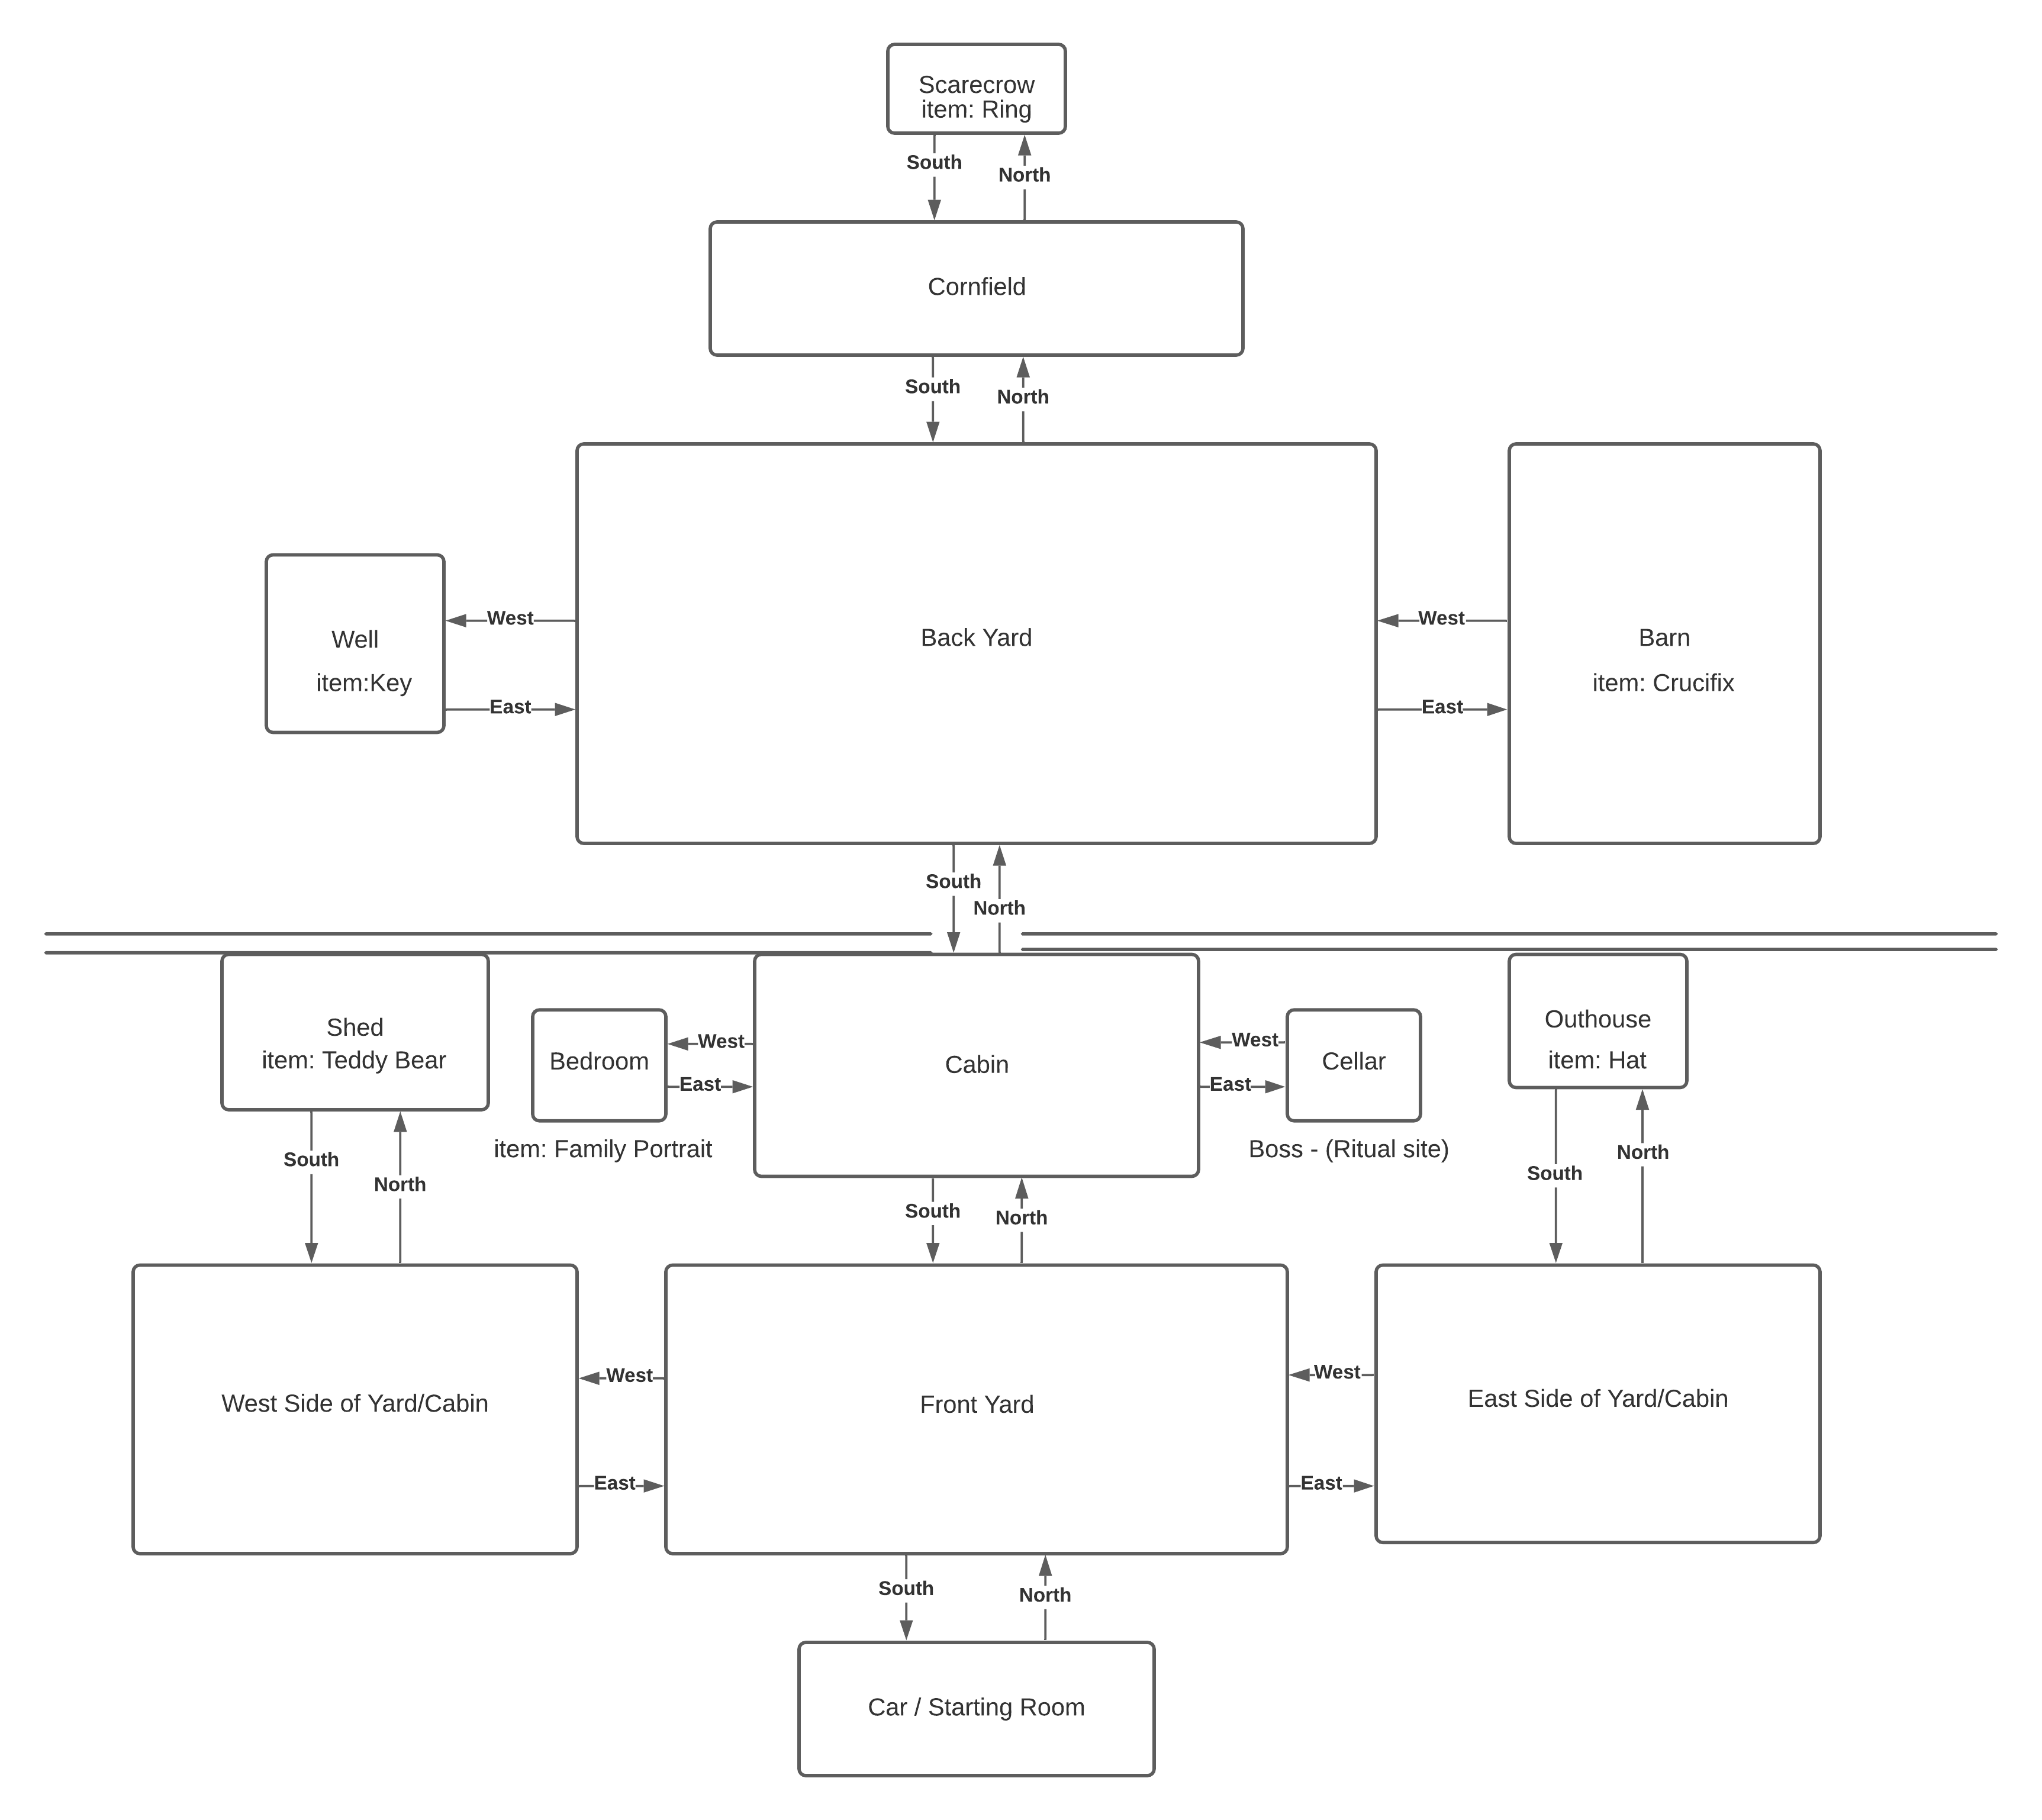 Scarecrow
item: Ring
South
North
Cornfield
South
North
Well
item:Key
West
East
Back Yard
West
East
Barn
item: Crucifix
South
North
Shed
item: Teddy Bear
Bedroom
item: Family Portrait
West
East
Cabin
West
East
Cellar
Boss - (Ritual site)
Outhouse
item: Hat
South
North
South
North
South
North
West Side of Yard/Cabin
West
East
Front Yard
West
East
East Side of Yard/Cabin
South
North
Car / Starting Room